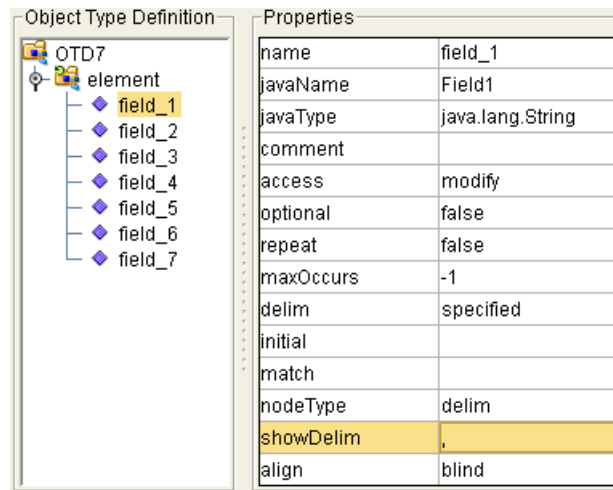 Object Type Definition
OTD7
element
field_1
field_2
field_3
field_4
field_5
field_6
field_7
Properties
name field_1
javaName Field1
javaType java.lang.String
comment
access modify
optional false
repeat false
maxOccurs -1
delim specified
initial
match
nodeType delim
showDelim ,
align blind